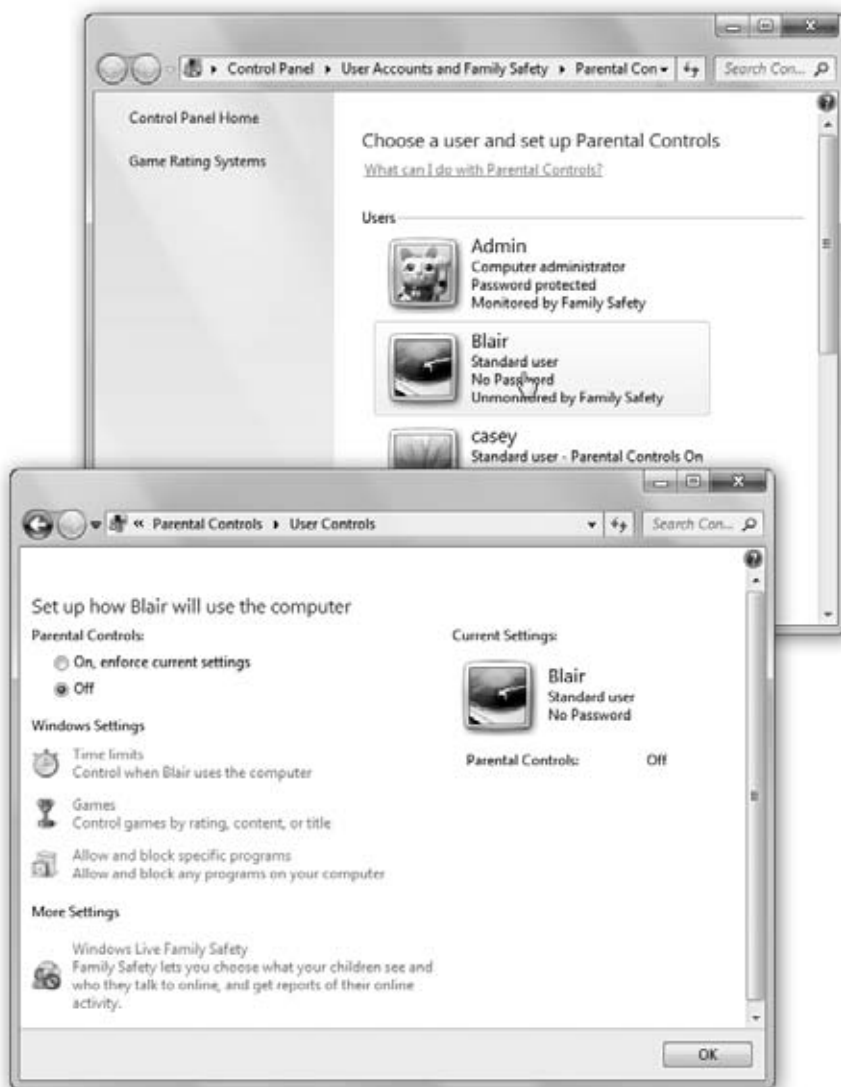 Control Panel ▸ User Accounts and Family Safety ▸ Parental Con
Search Con...
Control Panel Home
Game Rating Systems
Choose a user and set up Parental Controls
What can I do with Parental Controls?
Users
Admin
Computer administrator
Password protected
Monitored by Family Safety
Blair
Standard user
No Password
Unmonitored by Family Safety
casey
Standard user - Parental Controls On
« Parental Controls ▸ User Controls
Search Con...
Set up how Blair will use the computer
Parental Controls:
On, enforce current settings
Off
Windows Settings
Time limits
Control when Blair uses the computer
Games
Control games by rating, content, or title
Allow and block specific programs
Allow and block any programs on your computer
More Settings
Windows Live Family Safety
Family Safety lets you choose what your children see and
who they talk to online, and get reports of their online
activity.
Current Settings:
Blair
Standard user
No Password
Parental Controls: Off
OK